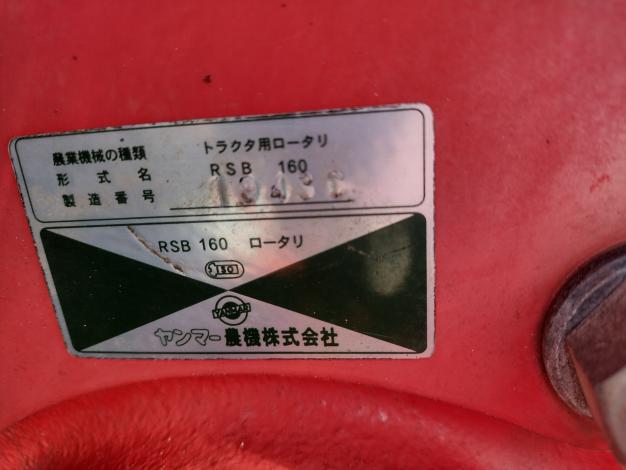 農業機械の種類 トラクタ用ロータリ
形式名 RSB 160
製造番号
RSB 160 ロータリ
ISO
YANMAR
ヤンマー農機株式会社